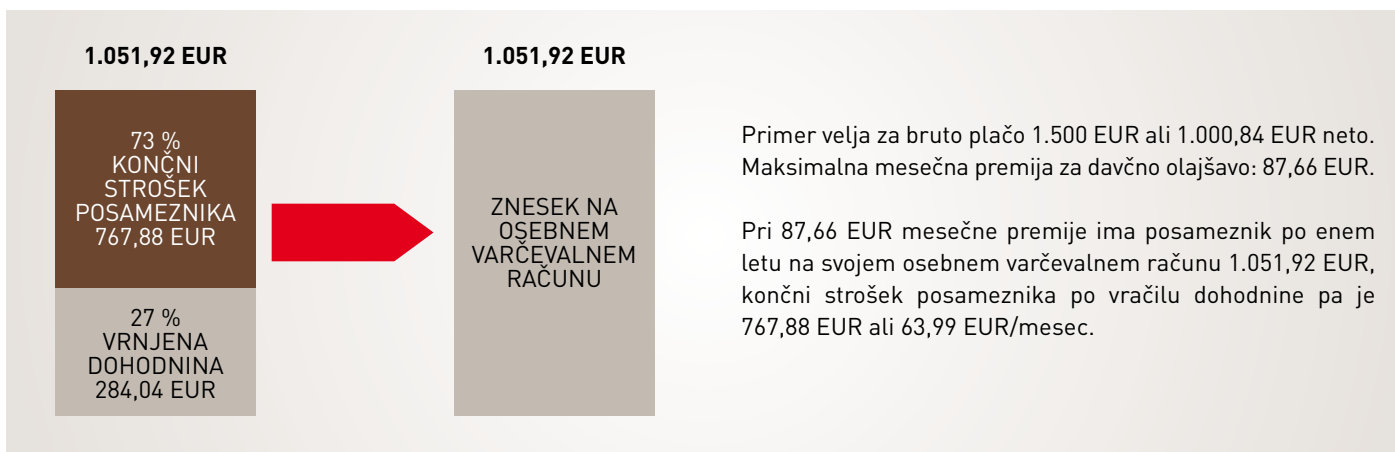 1.051,92 EUR
73 %
KONČNI
STROŠEK
POSAMEZNIKA
767,88 EUR
27 %
VRNJENA
DOHODNINA
284,04 EUR
1.051,92 EUR
ZNESEK NA
OSEBNEM
VARČEVALNEM
RAČUNU
Primer velja za bruto plačo 1.500 EUR ali 1.000,84 EUR neto.
Maksimalna mesečna premija za davčno olajšavo: 87,66 EUR.
Pri 87,66 EUR mesečne premije ima posameznik po enem
letu na svojem osebnem varčevalnem računu 1.051,92 EUR,
končni strošek posameznika po vračilu dohodnine pa je
767,88 EUR ali 63,99 EUR/mesec.